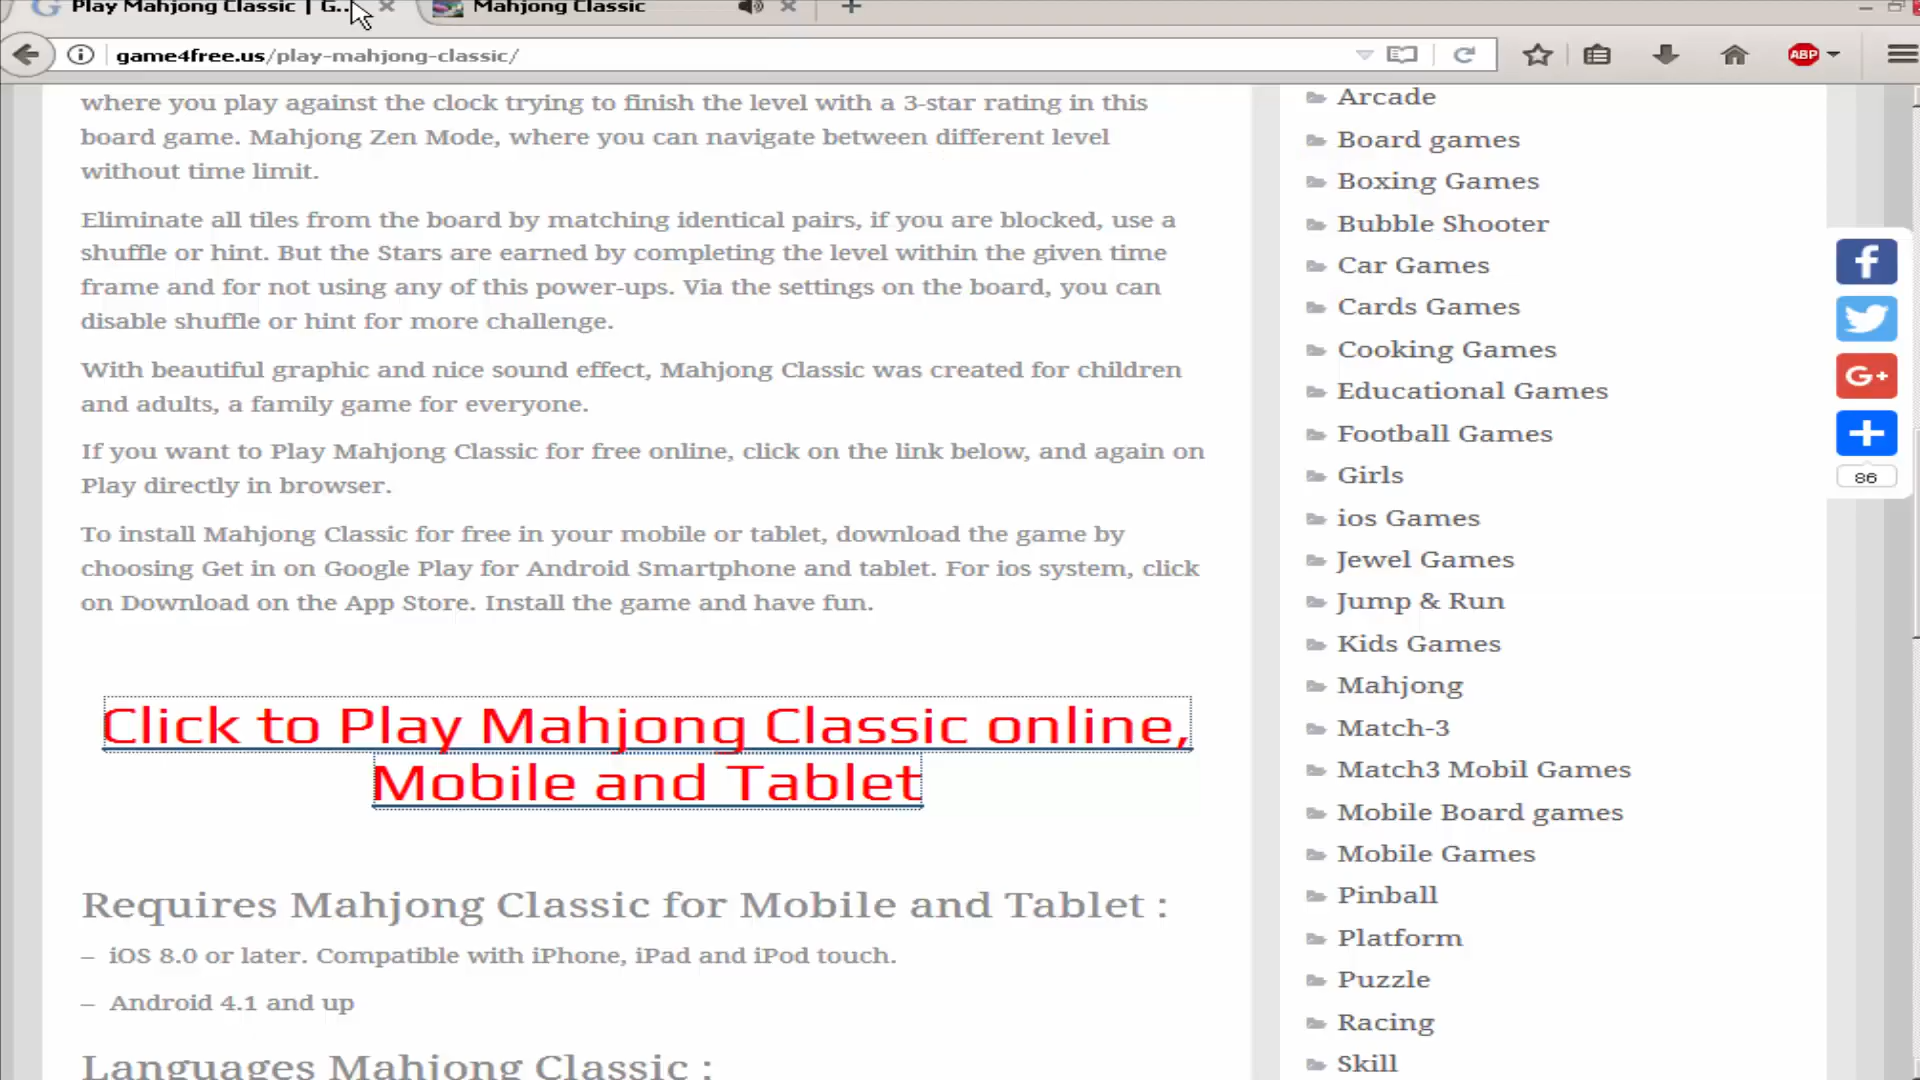 Play Mahjong Classic | G...
Mahjong Classic
game4free.us/play-mahjong-classic/
ABP
where you play against the clock trying to finish the level with a 3-star rating in this
board game. Mahjong Zen Mode, where you can navigate between different level
without time limit.
Eliminate all tiles from the board by matching identical pairs, if you are blocked, use a
shuffle or hint. But the Stars are earned by completing the level within the given time
frame and for not using any of this power-ups. Via the settings on the board, you can
disable shuffle or hint for more challenge.
With beautiful graphic and nice sound effect, Mahjong Classic was created for children
and adults, a family game for everyone.
If you want to Play Mahjong Classic for free online, click on the link below, and again on
Play directly in browser.
To install Mahjong Classic for free in your mobile or tablet, download the game by
choosing Get in on Google Play for Android Smartphone and tablet. For ios system, click
on Download on the App Store. Install the game and have fun.
Click to Play Mahjong Classic online,
Mobile and Tablet
Requires Mahjong Classic for Mobile and Tablet :
– iOS 8.0 or later. Compatible with iPhone, iPad and iPod touch.
– Android 4.1 and up
Languages Mahjong Classic :
Arcade
Board games
Boxing Games
Bubble Shooter
Car Games
Cards Games
Cooking Games
Educational Games
Football Games
Girls
ios Games
Jewel Games
Jump & Run
Kids Games
Mahjong
Match-3
Match3 Mobil Games
Mobile Board games
Mobile Games
Pinball
Platform
Puzzle
Racing
Skill
f
G+
86